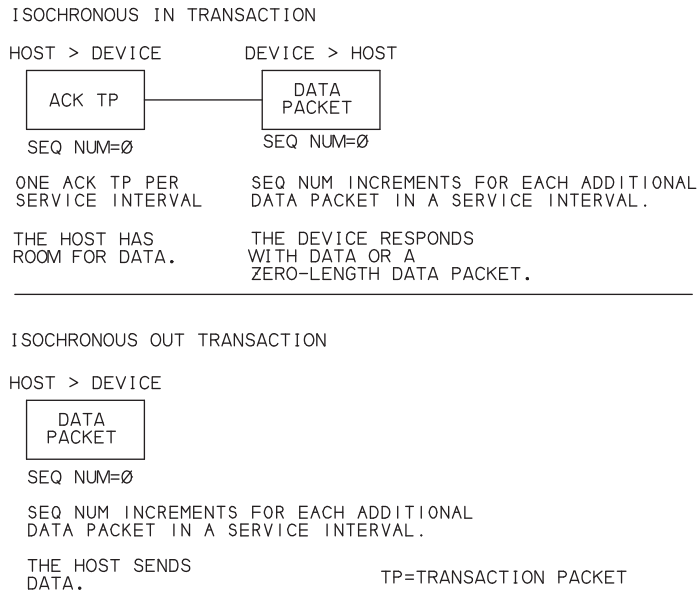 ISOCHRONOUS IN TRANSACTION
HOST > DEVICE
DEVICE > HOST
ACK TP
DATA
PACKET
SEQ NUM=Ø
SEQ NUM=Ø
ONE ACK TP PER
SERVICE INTERVAL
SEQ NUM INCREMENTS FOR EACH ADDITIONAL
DATA PACKET IN A SERVICE INTERVAL.
THE HOST HAS
ROOM FOR DATA.
THE DEVICE RESPONDS
WITH DATA OR A
ZERO-LENGTH DATA PACKET.
ISOCHRONOUS OUT TRANSACTION
HOST > DEVICE
DATA
PACKET
SEQ NUM=Ø
SEQ NUM INCREMENTS FOR EACH ADDITIONAL
DATA PACKET IN A SERVICE INTERVAL.
THE HOST SENDS
DATA.
TP=TRANSACTION PACKET